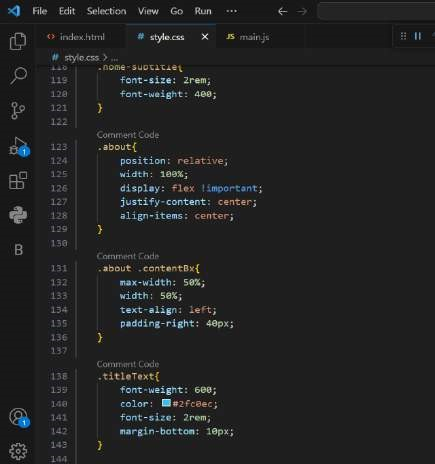 File Edit Selection View Go Run ...
index.html style.css main.js
style.css > ...
118 .home-subtitle{
119 font-size: 2rem;
120 font-weight: 400;
121 }
122
Comment Code
123 .about{
124 position: relative;
125 width: 100%;
126 display: flex !important;
127 justify-content: center;
128 align-items: center;
129 }
130
Comment Code
131 .about .contentBx{
132 max-width: 50%;
133 width: 50%;
134 text-align: left;
135 padding-right: 40px;
136 }
137
Comment Code
138 .titleText{
139 font-weight: 600;
140 color: #2fc0ec;
141 font-size: 2rem;
142 margin-bottom: 10px;
143 }
144